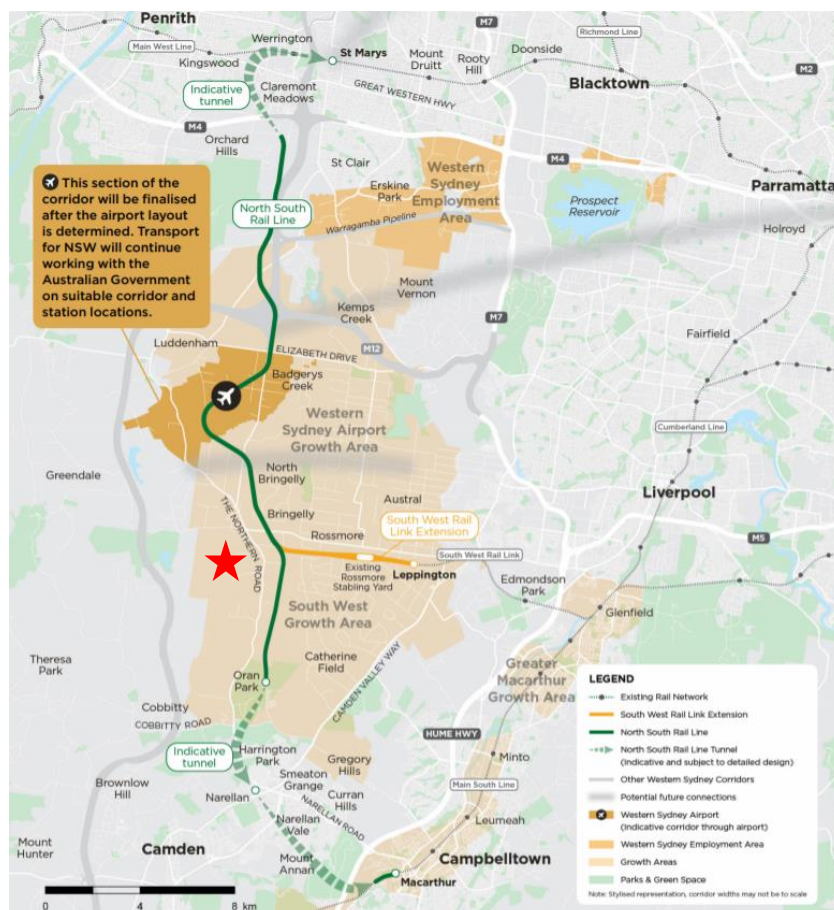 Penrith
Main West Line
Kingswood
Werrington
St Marys
Mount
Druitt
Rooty
Hill
Doonside
Richmond Line
M7
Blacktown
M2
Indicative
tunnel
Claremont
Meadows
GREAT WESTERN HWY
M4
Orchard
Hills
St Clair
Western
Sydney
Employment
Area
M4
Parramatta
Erskine
Park
Prospect
Reservoir
Holroyd
This section of the
corridor will be finalised
after the airport layout
is determined. Transport
for NSW will continue
working with the
Australian Government
on suitable corridor and
station locations.
North South
Rail Line
Warragamba Pipeline
Mount
Vernon
Kemps
Creek
M7
Fairfield
Luddenham
ELIZABETH DRIVE
M12
Badgerys
Creek
Western
Sydney Airport
Growth Area
Cumberland Line
Greendale
North
Bringelly
Liverpool
Austral
Bringelly
South West Rail
Link Extension
Rossmore
M5
THE NORTHERN ROAD
South West Rail Link
Existing
Rossmore
Stabling Yard
Leppington
Edmondson
Park
Glenfield
South West
Growth Area
Theresa
Park
Catherine
Field
Oran
Park
CAMDEN VALLEY WAY
Greater
Macarthur
Growth Area
Cobbitty
COBBITTY ROAD
HUME HWY
Indicative
tunnel
Harrington
Park
Gregory
Hills
Minto
Brownlow
Hill
Smeaton
Grange
Curran
Hills
Main South Line
Narellan
NARELLAN ROAD
Narellan
Vale
Leumeah
Mount
Hunter
Camden
Mount
Annan
Campbelltown
Macarthur
0 4 8 km
LEGEND
Existing Rail Network
South West Rail Link Extension
North South Rail Line
North South Rail Line Tunnel
(Indicative and subject to detailed design)
Other Western Sydney Corridors
Potential future connections
Western Sydney Airport
(Indicative corridor through airport)
Western Sydney Employment Area
Growth Areas
Parks & Green Space
Note: Stylised representation, corridor widths may not be to scale